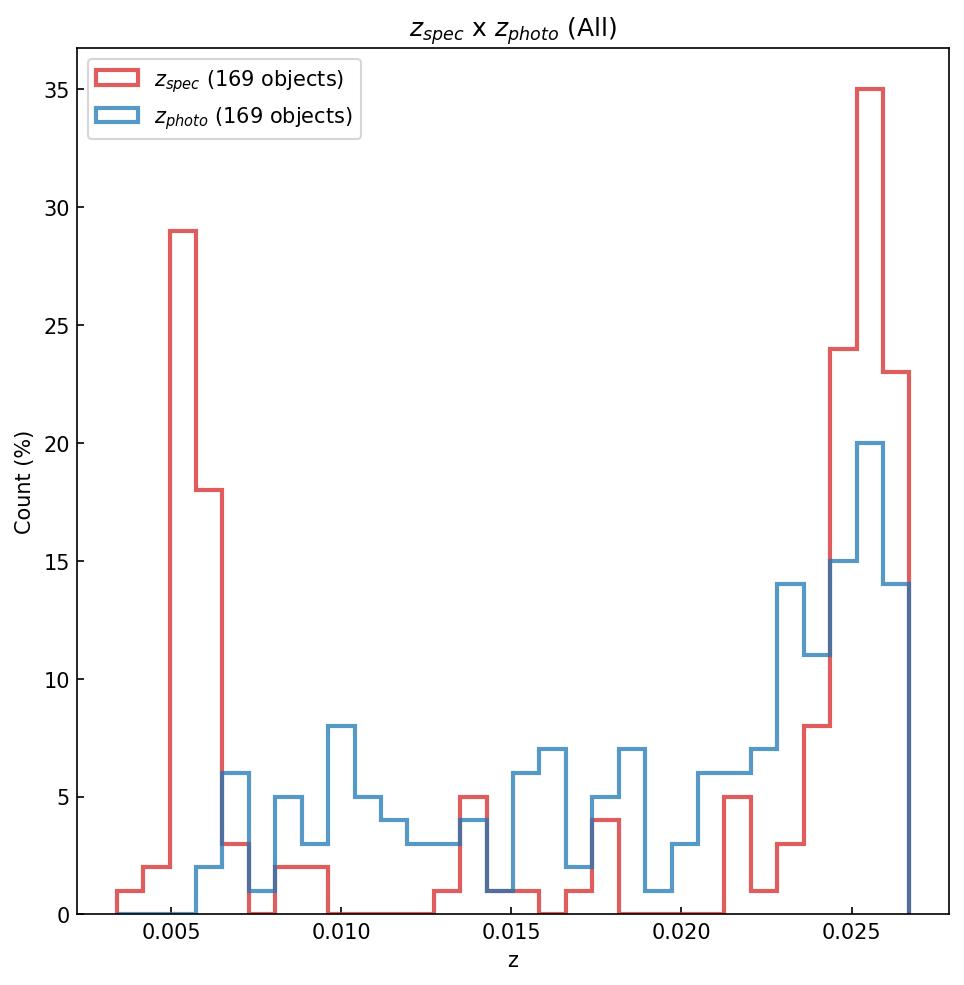 z_spec x z_photo (All)
z_spec (169 objects)
z_photo (169 objects)
Count (%)
35
30
25
20
15
10
5
0
0.005 0.010 0.015 0.020 0.025
z